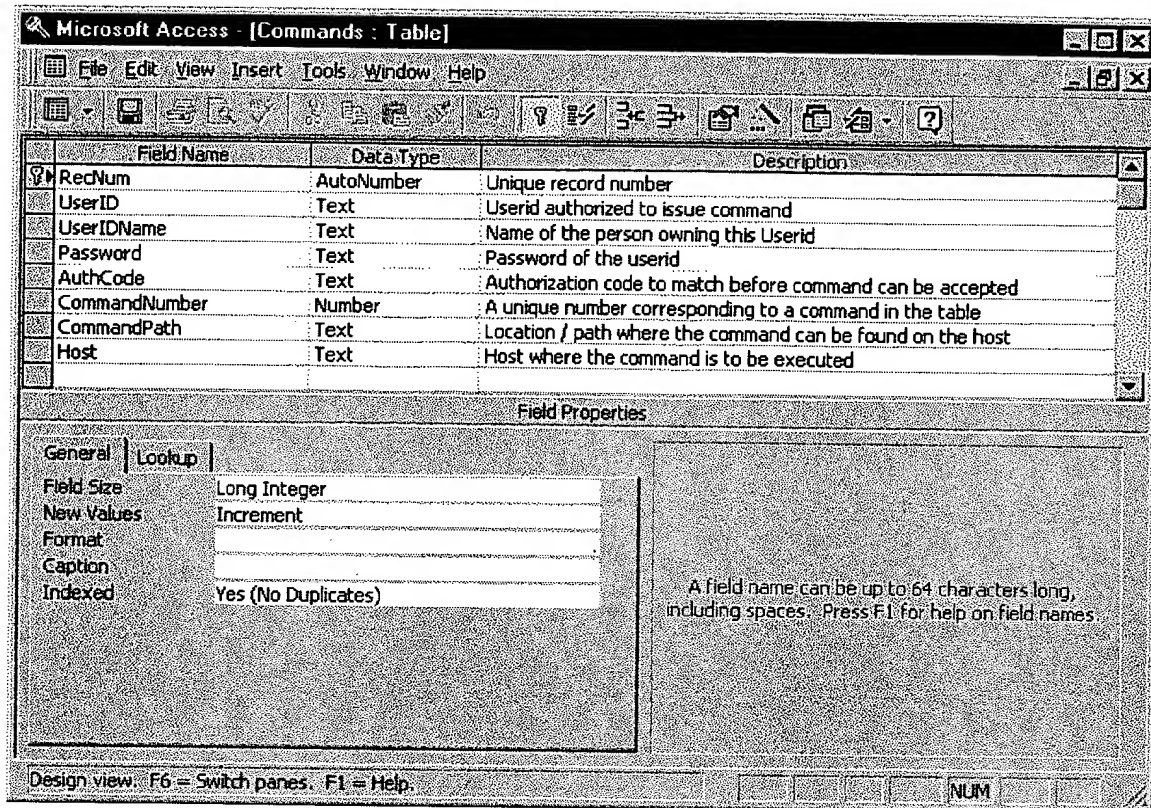 Microsoft Access - [Commands : Table]
File Edit View Insert Tools Window Help
Field Name Data Type Description
RecNum AutoNumber Unique record number
UserID Text Userid authorized to issue command
UserIDName Text Name of the person owning this Userid
Password Text Password of the userid
AuthCode Text Authorization code to match before command can be accepted
CommandNumber Number A unique number corresponding to a command in the table
CommandPath Text Location / path where the command can be found on the host
Host Text Host where the command is to be executed
Field Properties
General Lookup
Field Size Long Integer
New Values Increment
Format
Caption
Indexed Yes (No Duplicates)
A field name can be up to 64 characters long,
including spaces. Press F1 for help on field names.
Design view. F6 = Switch panes. F1 = Help. NUM